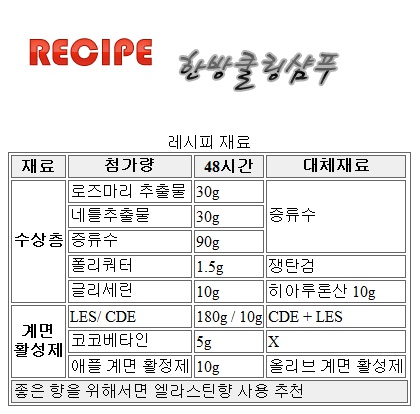 RECIPE 한방쿨링샴푸
레시피 재료
재료 첨가량 48시간 대체재료
수상층 로즈마리 추출물 30g 증류수
네틀추출물 30g
증류수 90g
폴리쿼터 1.5g 쟁탄검
글리세린 10g 히아루론산 10g
계면 활성제 LES/ CDE 180g / 10g CDE + LES
코코베타인 5g X
애플 계면 활정제 10g 올리브 계면 활성제
좋은 향을 위해서면 엘라스틴향 사용 추천